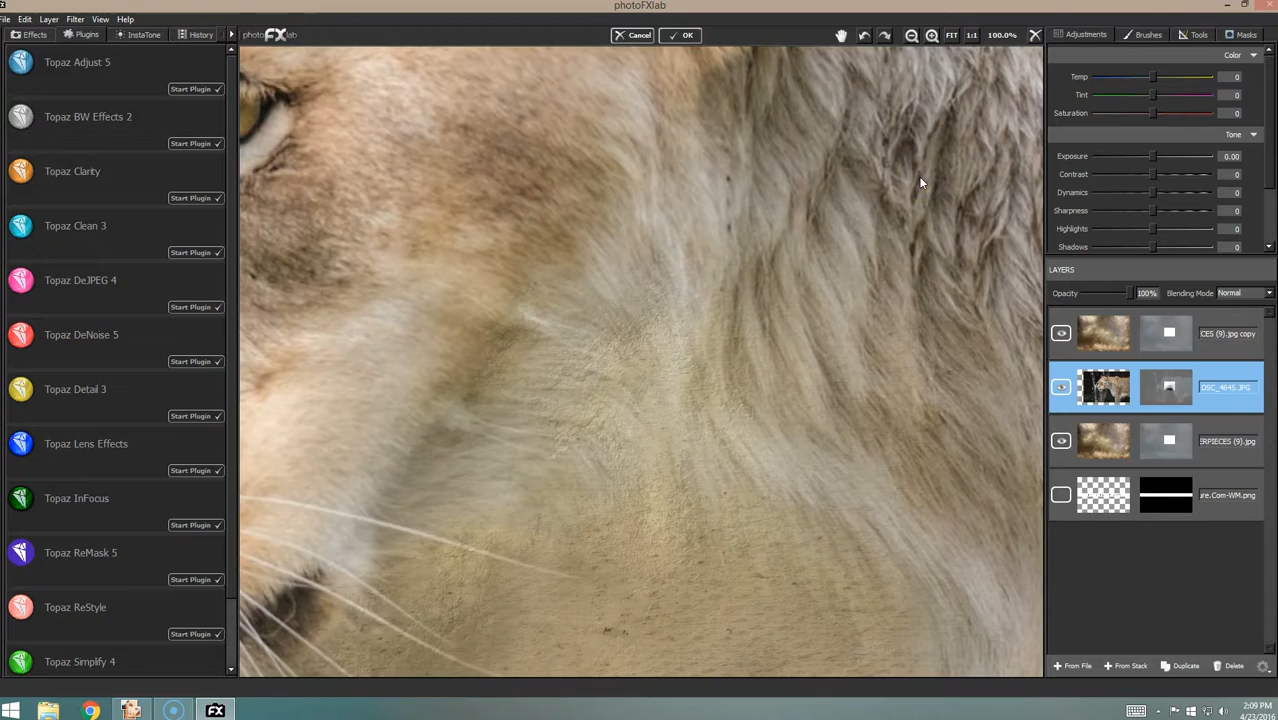 photoFXlab
File Edit Layer Filter View Help
Effects Plugins InstaTone History
photo FX lab
Cancel OK
FIT 1:1 100.0%
Adjustments Brushes Tools Masks
Topaz Adjust 5
Start Plugin
Topaz BW Effects 2
Start Plugin
Topaz Clarity
Start Plugin
Topaz Clean 3
Start Plugin
Topaz DeJPEG 4
Start Plugin
Topaz DeNoise 5
Start Plugin
Topaz Detail 3
Start Plugin
Topaz Lens Effects
Start Plugin
Topaz InFocus
Start Plugin
Topaz ReMask 5
Start Plugin
Topaz ReStyle
Start Plugin
Topaz Simplify 4
Color
Temp 0
Tint 0
Saturation 0
Tone
Exposure 0.00
Contrast 0
Dynamics 0
Sharpness 0
Highlights 0
Shadows 0
LAYERS
Opacity 100% Blending Mode Normal
CES (9).jpg copy
DSC_4645.JPG
ERPIECES (9).jpg
re.Com-WM.png
From File From Stack Duplicate Delete
FX
2:09 PM
4/23/2016